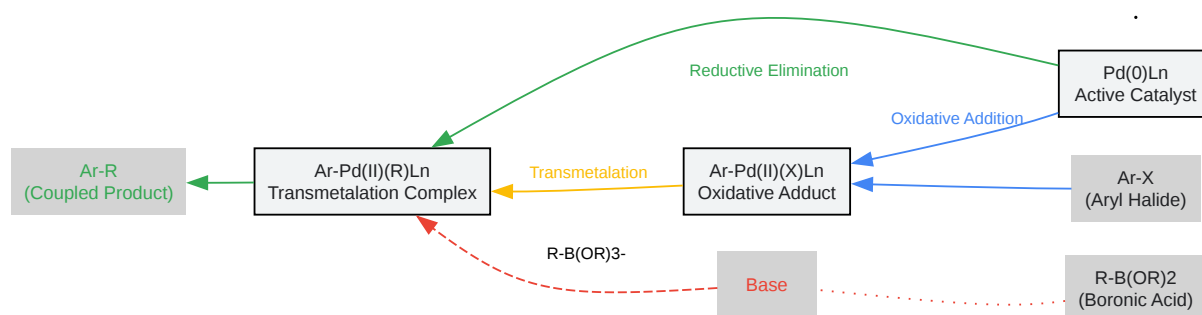 Reductive Elimination
Pd(0)Ln
Active Catalyst
Oxidative Addition
Ar-R
(Coupled Product)
Ar-Pd(II)(R)Ln
Transmetalation Complex
Transmetalation
Ar-Pd(II)(X)Ln
Oxidative Adduct
Ar-X
(Aryl Halide)
R-B(OR)3-
Base
R-B(OR)2
(Boronic Acid)